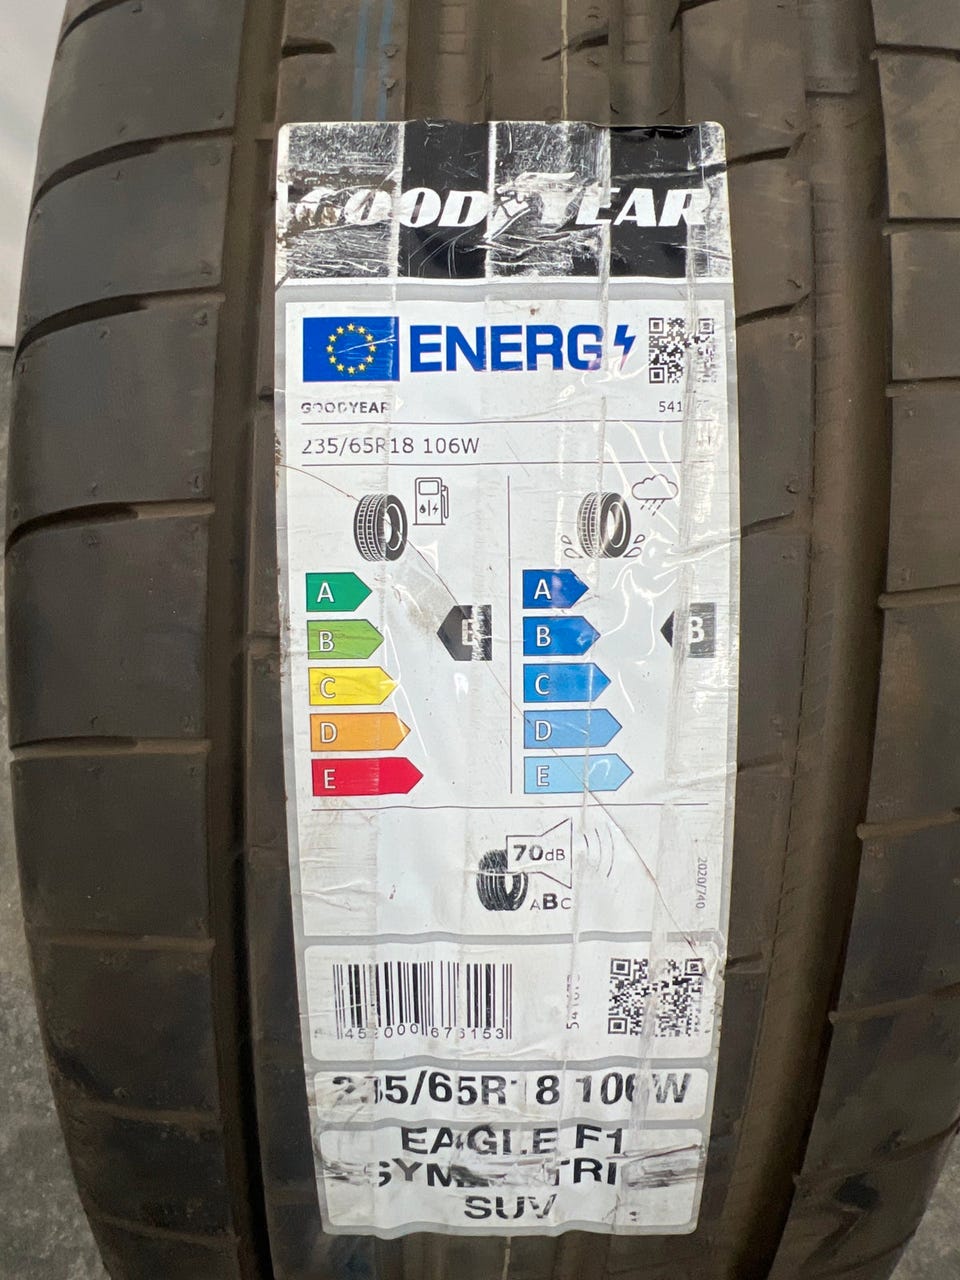 GOODYEAR
ENERG
GOODYEAR
235/65R18 106W
A
B
C
D
E
B
A
B
C
D
E
B
70dB
ABC
2020/740
235/65R18 106W
EAGLE F1
SUV